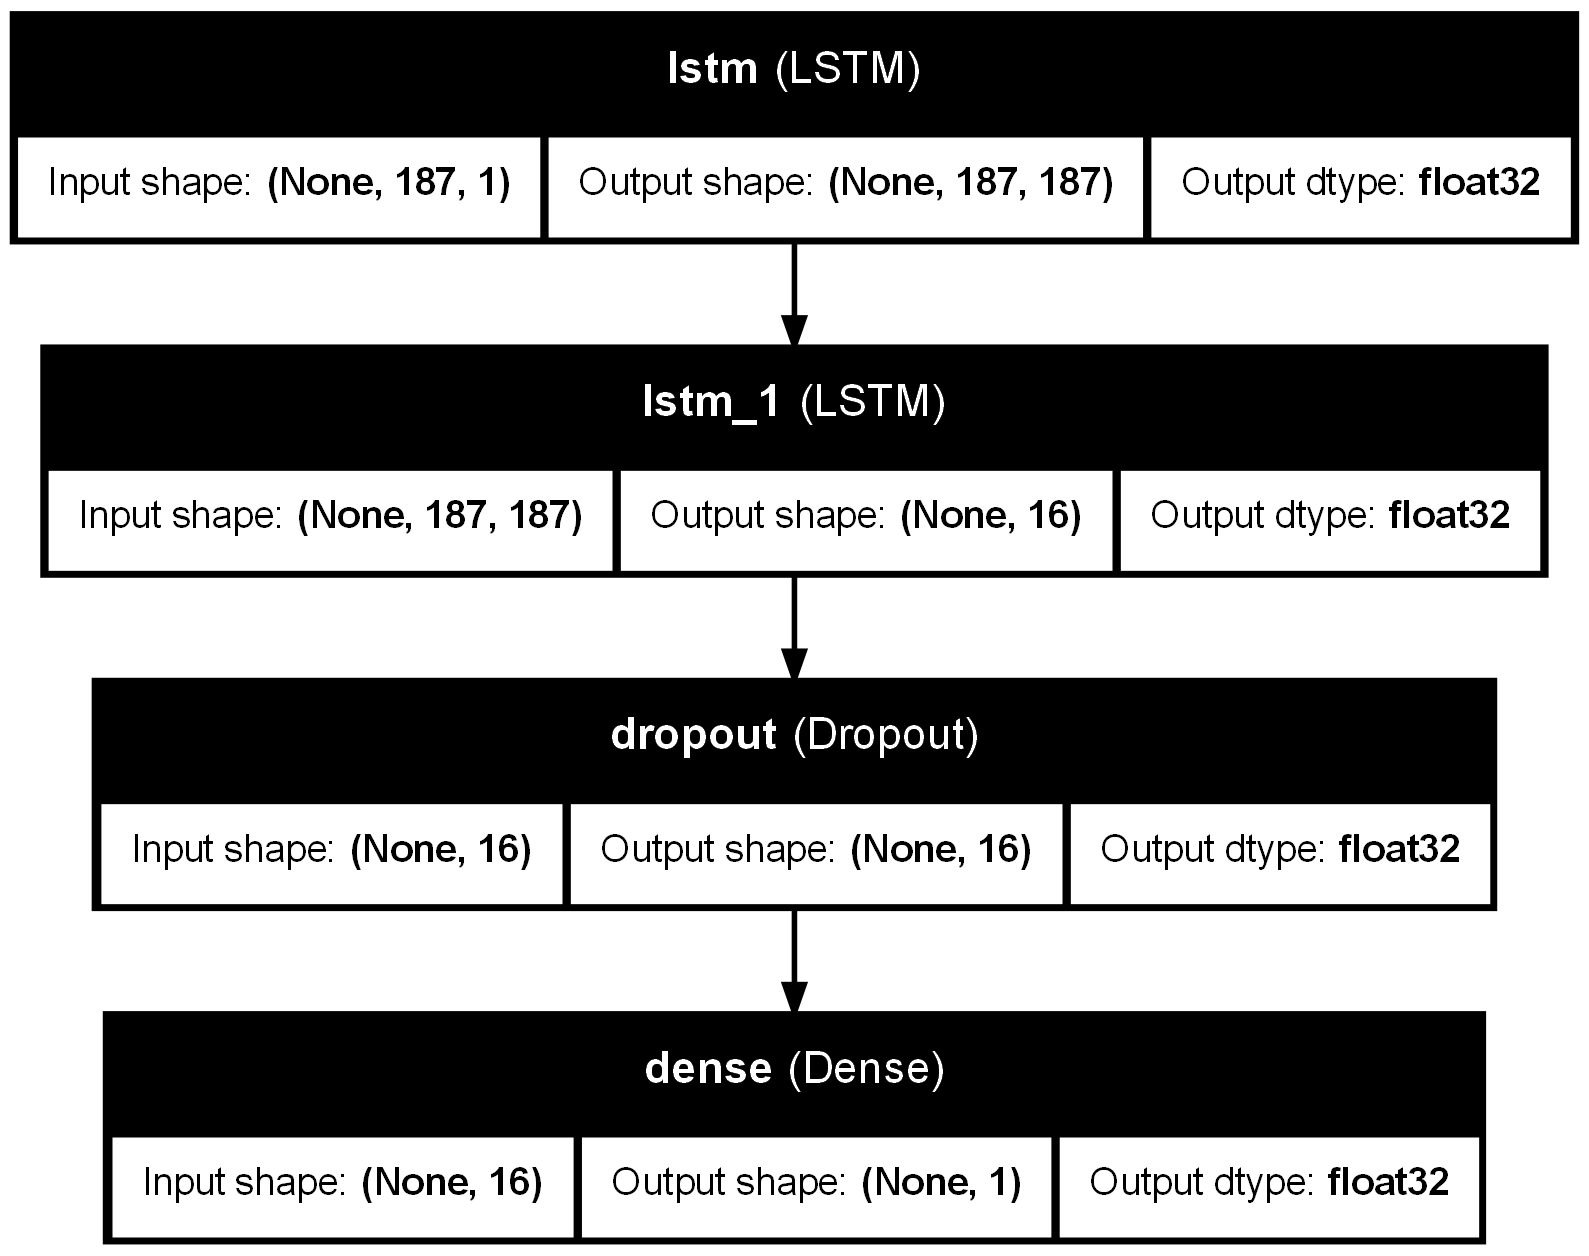 lstm (LSTM)
Input shape: (None, 187, 1) Output shape: (None, 187, 187) Output dtype: float32
lstm_1 (LSTM)
Input shape: (None, 187, 187) Output shape: (None, 16) Output dtype: float32
dropout (Dropout)
Input shape: (None, 16) Output shape: (None, 16) Output dtype: float32
dense (Dense)
Input shape: (None, 16) Output shape: (None, 1) Output dtype: float32